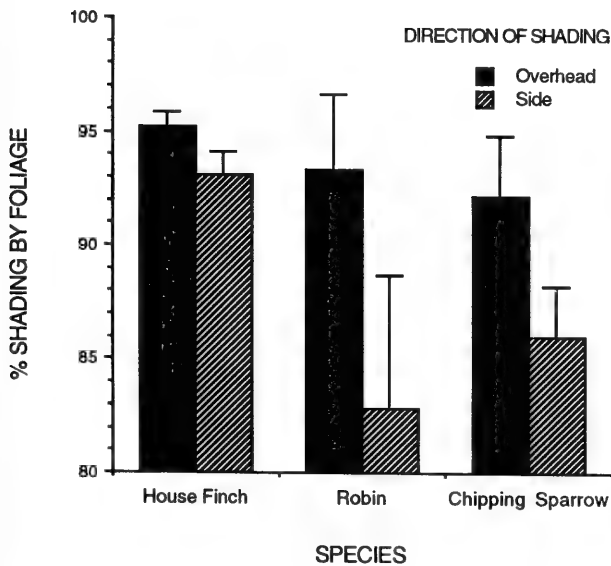 DIRECTION OF SHADING
Overhead
Side
% SHADING BY FOLIAGE
100
95
90
85
80
House Finch
Robin
Chipping Sparrow
SPECIES